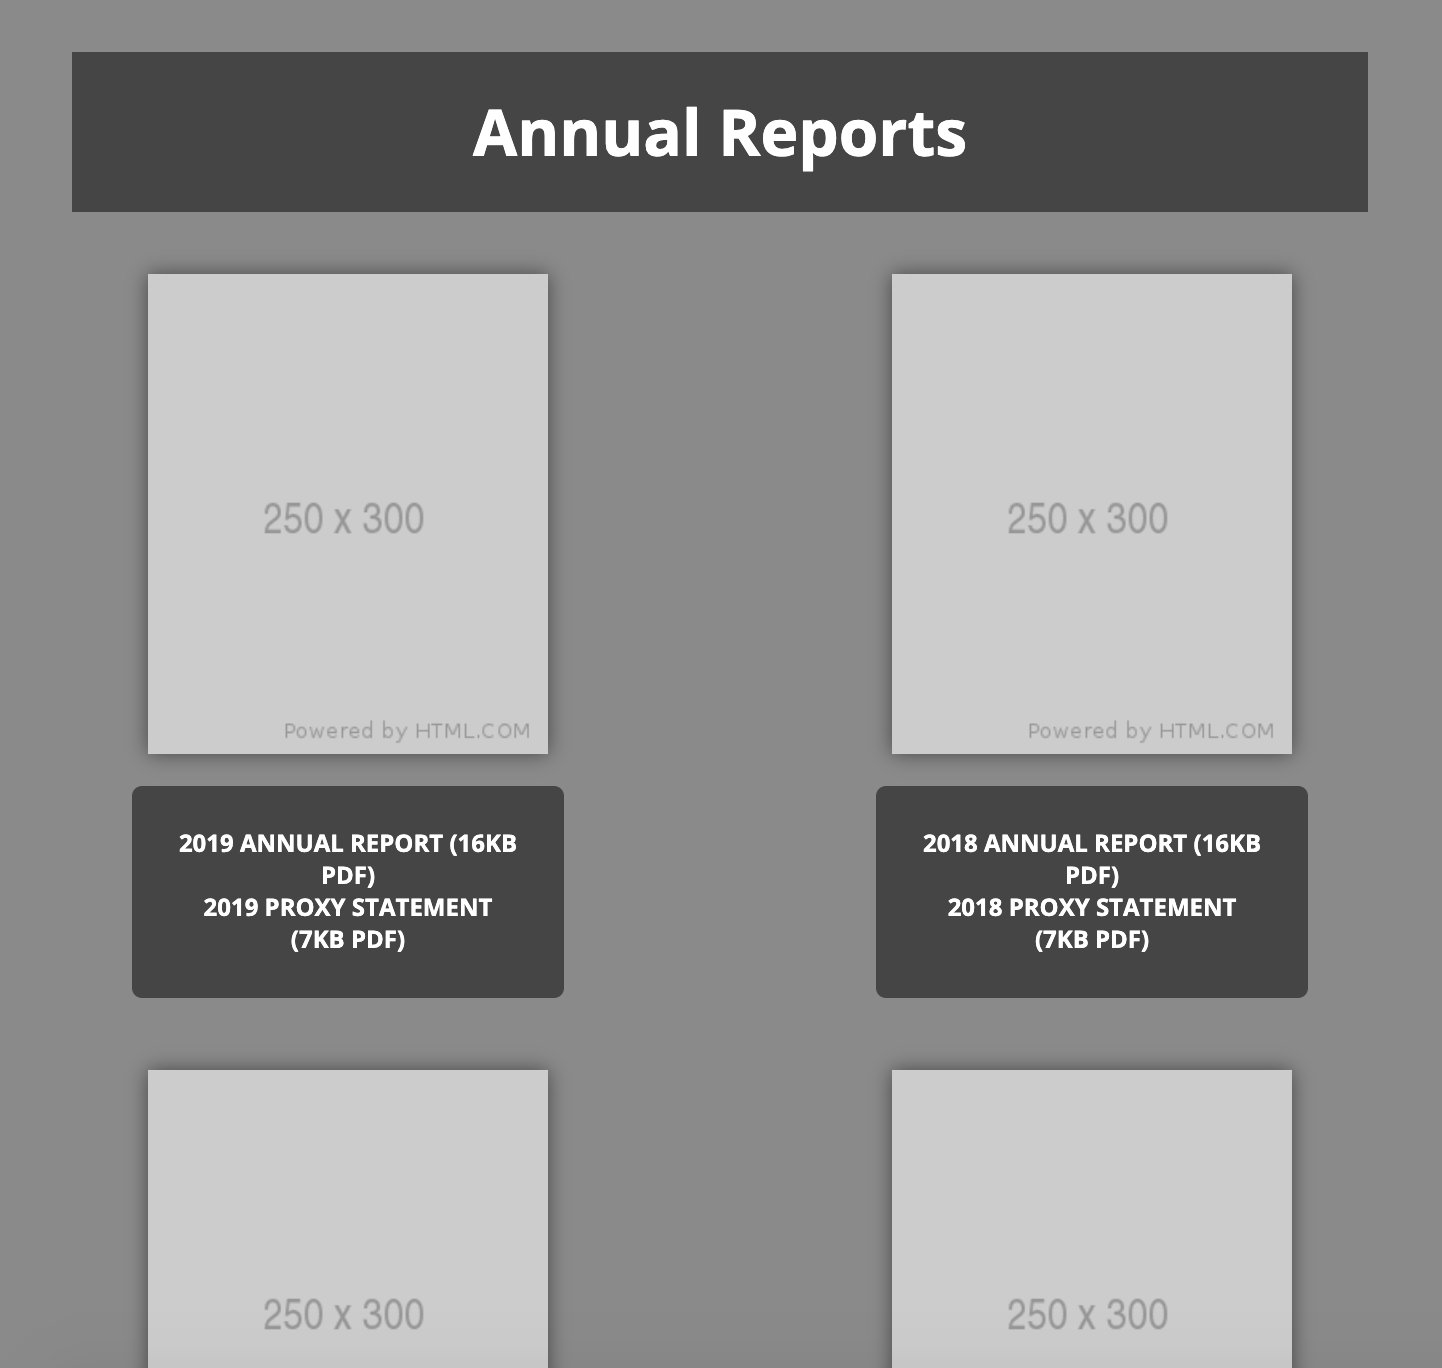 Annual Reports
250 x 300
Powered by HTML.COM
2019 ANNUAL REPORT (16KB
PDF)
2019 PROXY STATEMENT
(7KB PDF)
250 x 300
Powered by HTML.COM
2018 ANNUAL REPORT (16KB
PDF)
2018 PROXY STATEMENT
(7KB PDF)
250 x 300
250 x 300